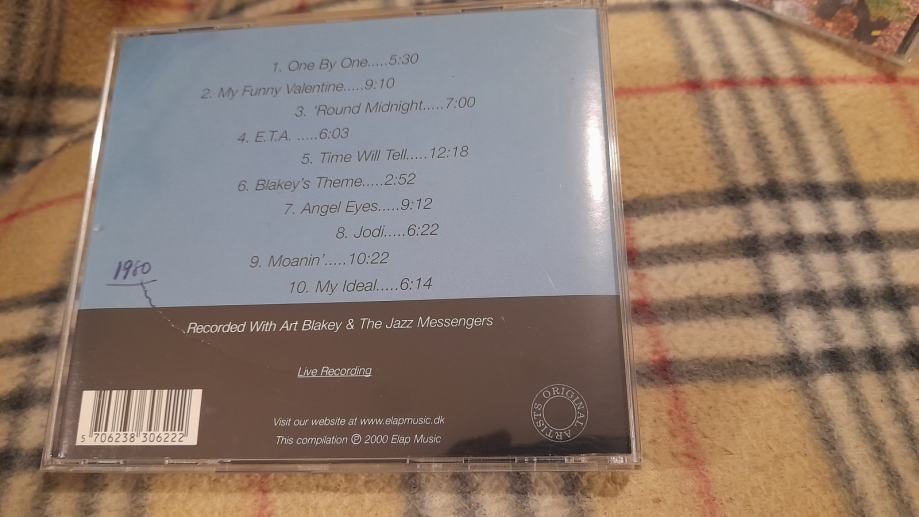 1. One By One.....5:30
2. My Funny Valentine.....9:10
3. 'Round Midnight.....7:00
4. E.T.A. .....6:03
5. Time Will Tell.....12:18
6. Blakey's Theme.....2:52
7. Angel Eyes.....9:12
8. Jodi.....6:22
9. Moanin'.....10:22
1980
10. My Ideal.....6:14
Recorded With Art Blakey & The Jazz Messengers
Live Recording
ORIGINAL ARTISTS
Visit our website at www.elapmusic.dk
5 706238 306222
This compilation ℗ 2000 Elap Music